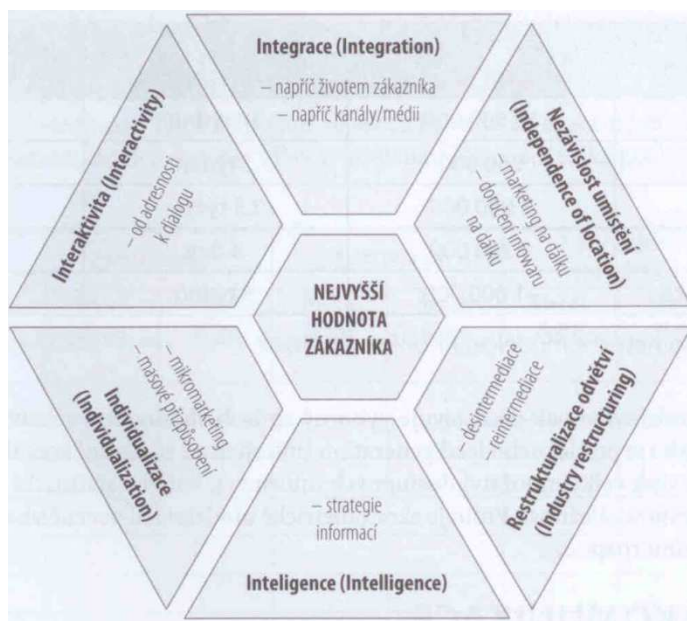 Integrace (Integration)
– napříč životem zákazníka
– napříč kanály/médii
Interaktivita (Interactivity)
– od adresnosti
k dialogu
Nezávislost umístění
(Independence of location)
– marketing na dálku
– doručení infowaru
na dálku
NEJVYŠŠÍ
HODNOTA
ZÁKAZNÍKA
Individualizace
(Individualization)
– mikromarketing
– masové přizpůsobení
– dezintermediace
– reintermediace
Restrukturalizace odvětví
(Industry restructuring)
– strategie
informací
Inteligence (Intelligence)